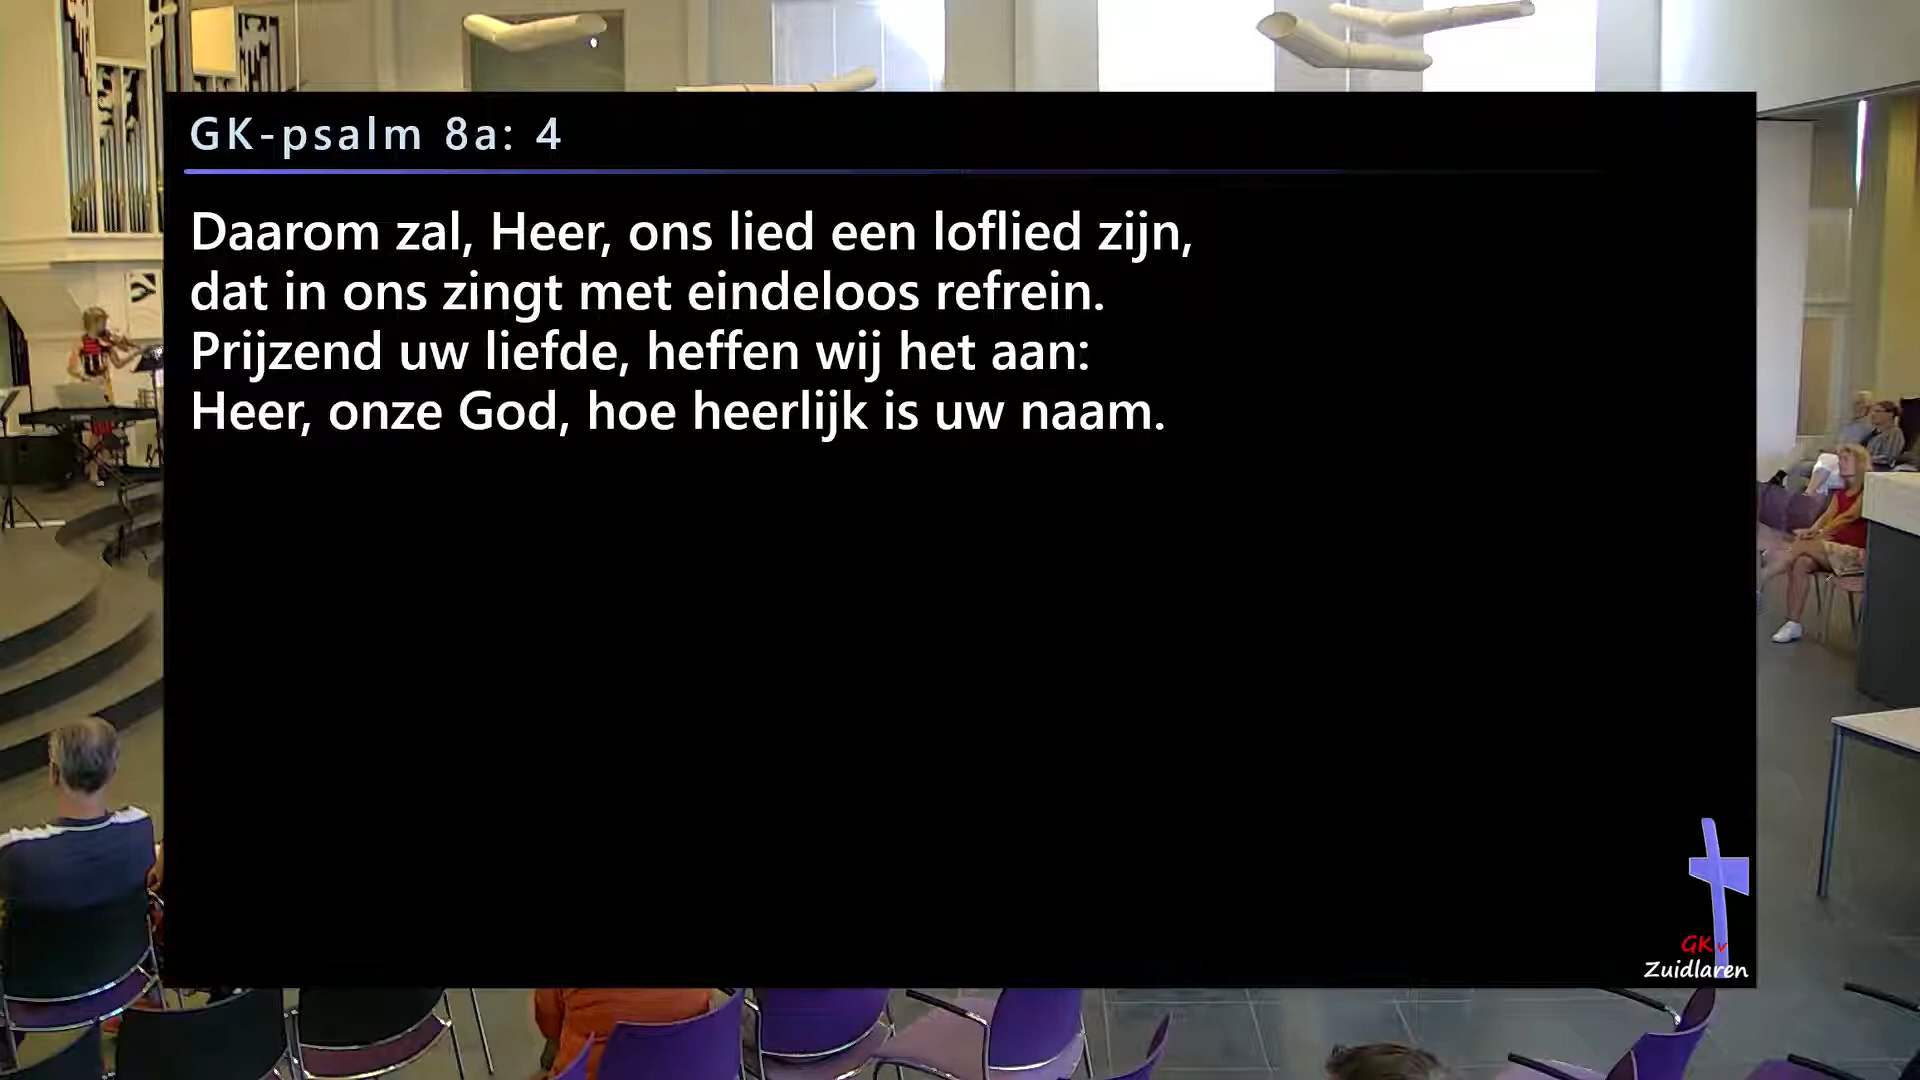 GK-psalm 8a: 4
Daarom zal, Heer, ons lied een loflied zijn,
dat in ons zingt met eindeloos refrein.
Prijzend uw liefde, heffen wij het aan:
Heer, onze God, hoe heerlijk is uw naam.
GKv
Zuidlaren